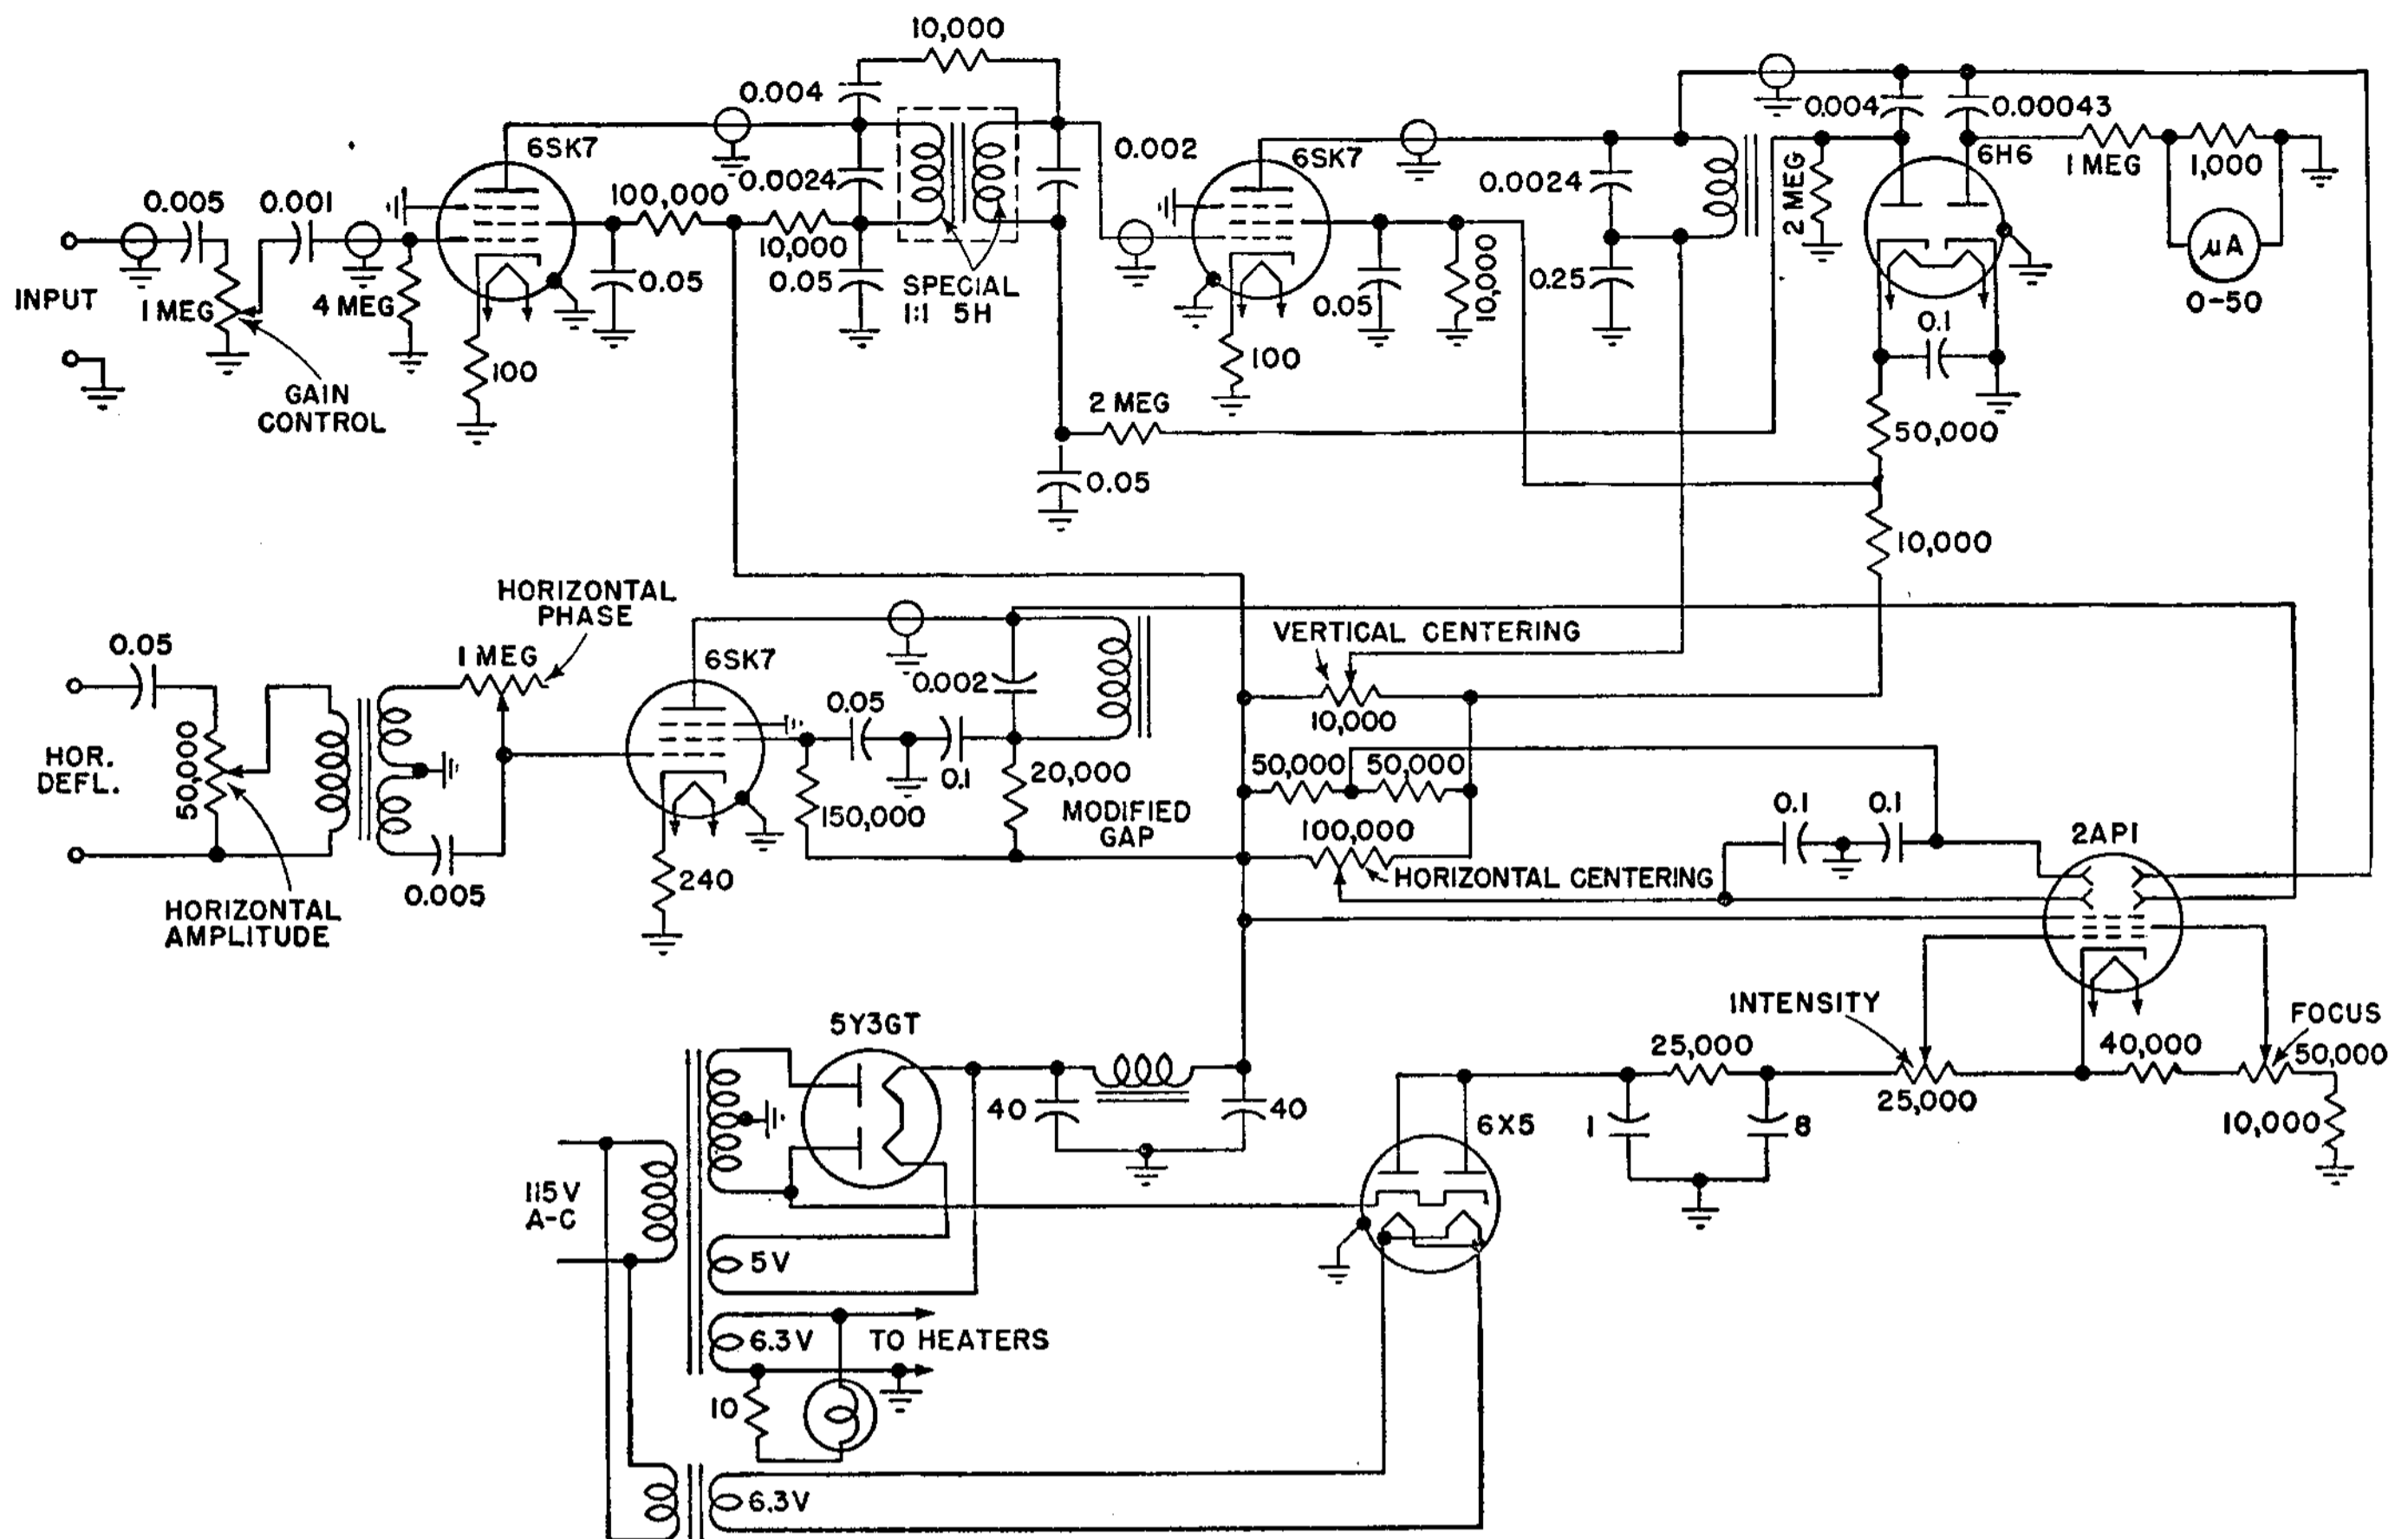 10,000
0.004
0.004
0.00043
6SK7
0.002
6SK7
6H6
1 MEG
1,000
100,000
0.0024
0.0024
2 MEG
0.005
0.001
10,000
10,000
INPUT
1 MEG
4 MEG
0.05
0.05
SPECIAL
1:1 5H
0.05
0.25
µA
0-50
0.1
100
100
GAIN
CONTROL
2 MEG
50,000
0.05
10,000
HORIZONTAL
PHASE
VERTICAL CENTERING
0.05
1 MEG
6SK7
0.002
0.05
10,000
HOR.
DEFL.
50,000
0.1
20,000
50,000
50,000
150,000
MODIFIED
GAP
100,000
0.1
0.1
2AP1
0.005
240
HORIZONTAL CENTERING
HORIZONTAL
AMPLITUDE
INTENSITY
FOCUS
5Y3GT
25,000
40,000
50,000
25,000
40
40
6X5
1
8
10,000
115V
A-C
5V
6.3V
TO HEATERS
10
6.3V